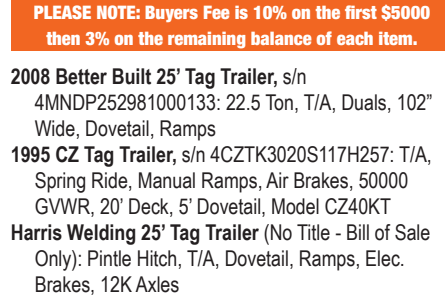 PLEASE NOTE: Buyers Fee is 10% on the first $5000
then 3% on the remaining balance of each item.
2008 Better Built 25' Tag Trailer, s/n
4MNDP252981000133: 22.5 Ton, T/A, Duals, 102"
Wide, Dovetail, Ramps
1995 CZ Tag Trailer, s/n 4CZTK3020S117H257: T/A,
Spring Ride, Manual Ramps, Air Brakes, 50000
GVWR, 20' Deck, 5' Dovetail, Model CZ40KT
Harris Welding 25' Tag Trailer (No Title - Bill of Sale
Only): Pintle Hitch, T/A, Dovetail, Ramps, Elec.
Brakes, 12K Axles